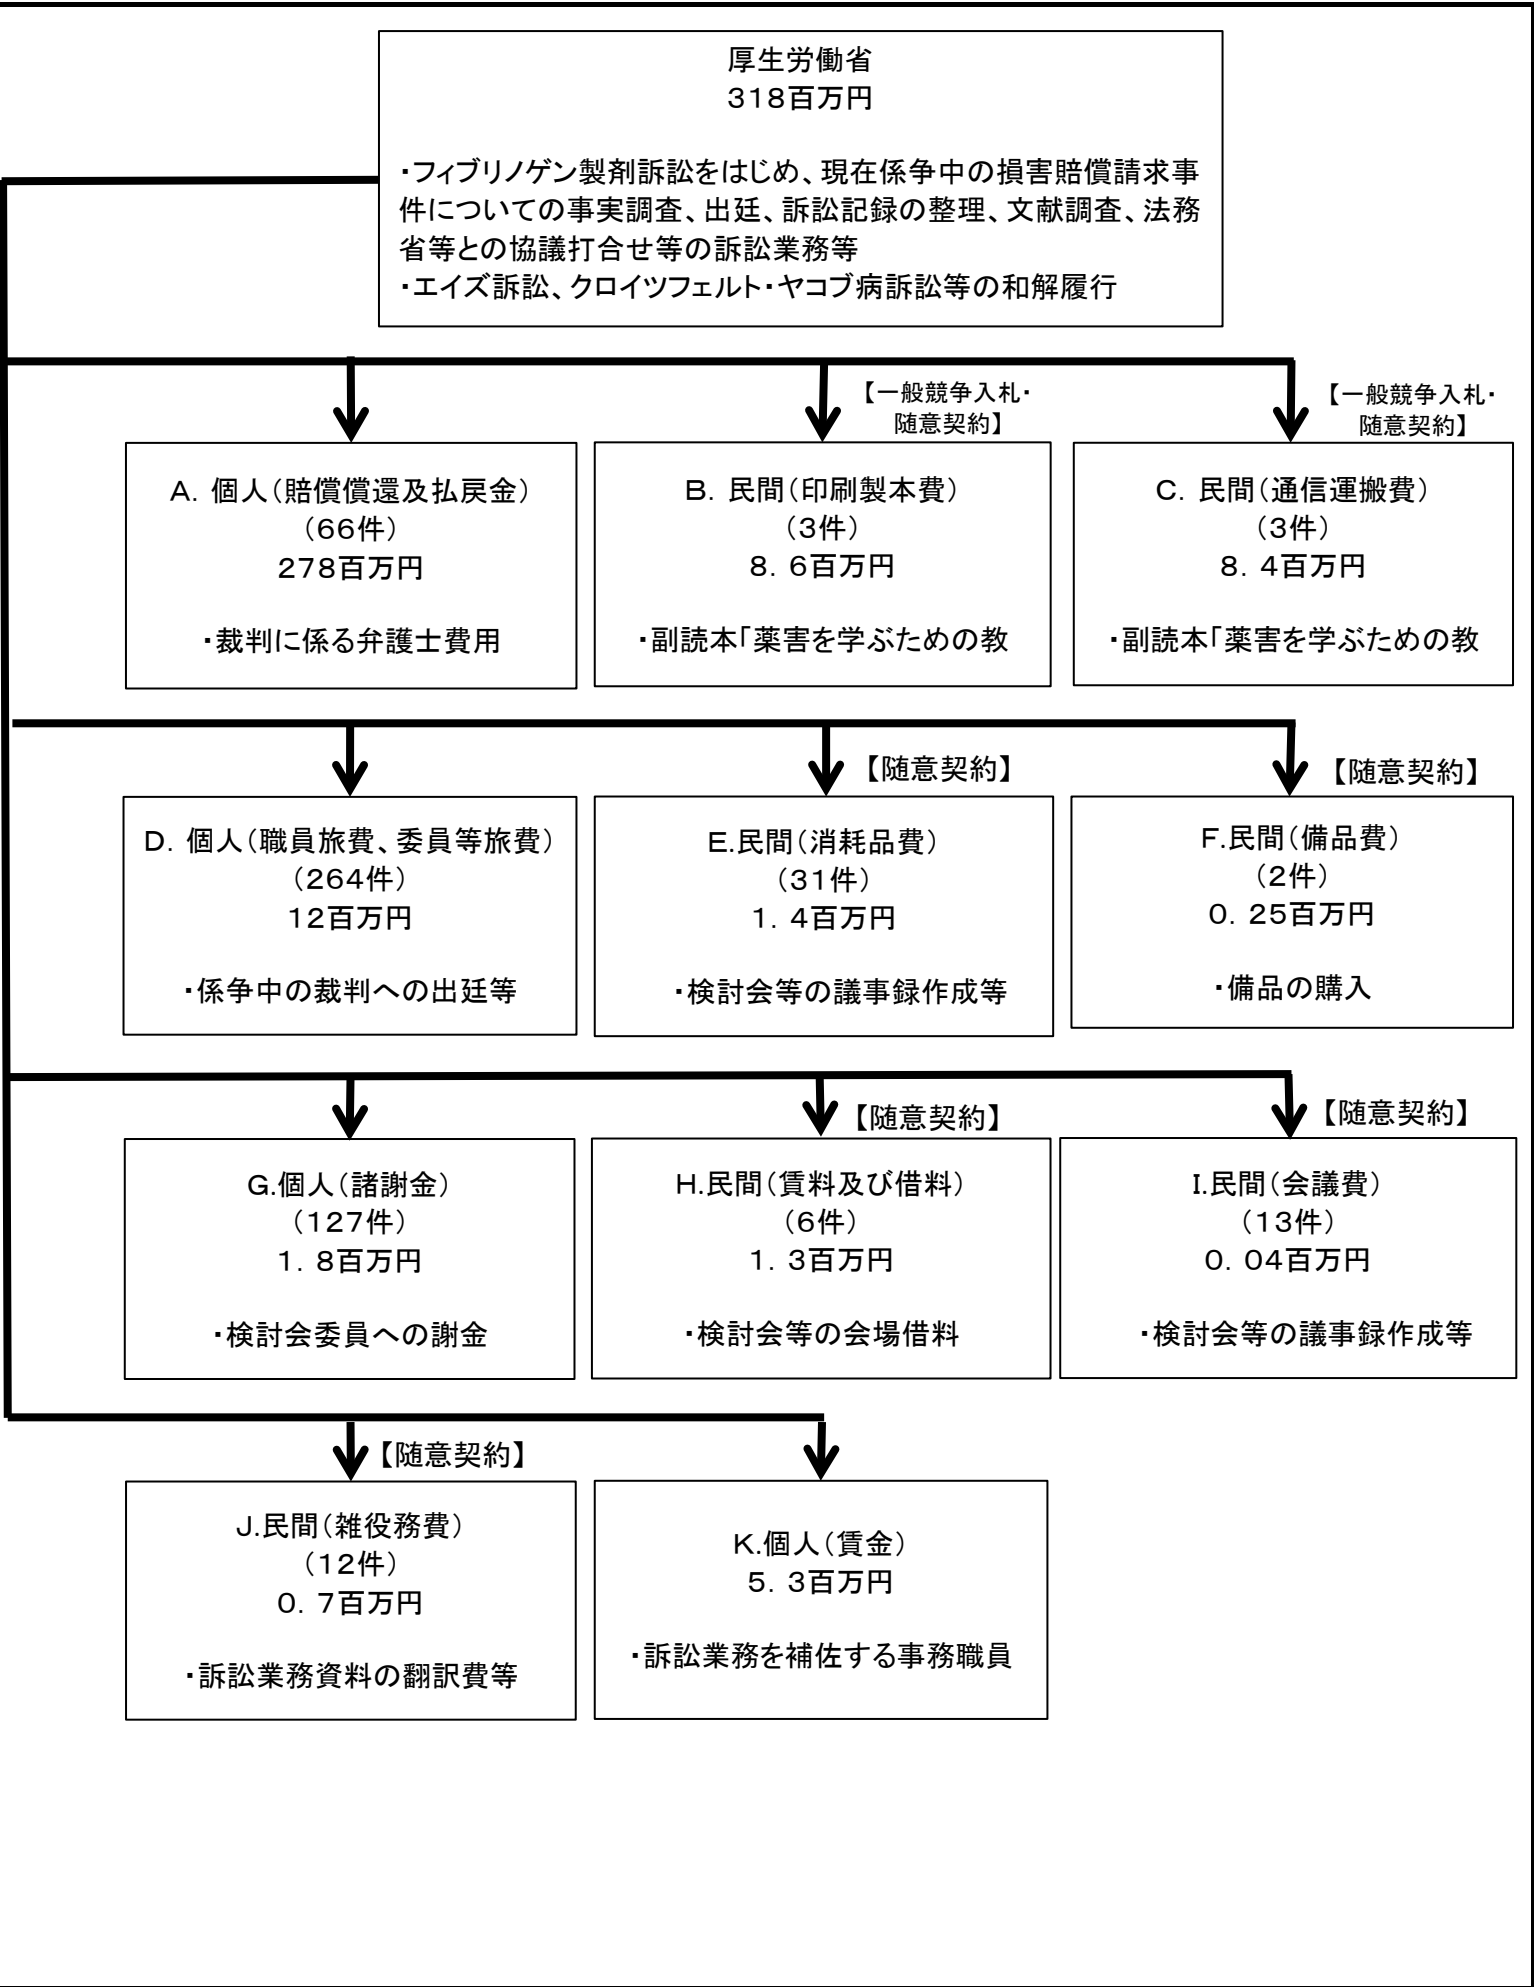 厚生労働省
318百万円
・フィブリノゲン製剤訴訟をはじめ、現在係争中の損害賠償請求事
件についての事実調査、出廷、訴訟記録の整理、文献調査、法務
省等との協議打合せ等の訴訟業務等
・エイズ訴訟、クロイツフェルト・ヤコブ病訴訟等の和解履行
【一般競争入札・
随意契約】
【一般競争入札・
随意契約】
A. 個人(賠償償還及払戻金)
(66件)
278百万円
・裁判に係る弁護士費用
B. 民間(印刷製本費)
(3件)
8. 6百万円
・副読本「薬害を学ぶための教
C. 民間(通信運搬費)
(3件)
8. 4百万円
・副読本「薬害を学ぶための教
【随意契約】
【随意契約】
D. 個人(職員旅費、委員等旅費)
(264件)
12百万円
・係争中の裁判への出廷等
E.民間(消耗品費)
(31件)
1. 4百万円
・検討会等の議事録作成等
F.民間(備品費)
(2件)
0. 25百万円
・備品の購入
【随意契約】
【随意契約】
G.個人(諸謝金)
(127件)
1. 8百万円
・検討会委員への謝金
H.民間(賃料及び借料)
(6件)
1. 3百万円
・検討会等の会場借料
I.民間(会議費)
(13件)
0. 04百万円
・検討会等の議事録作成等
【随意契約】
J.民間(雑役務費)
(12件)
0. 7百万円
・訴訟業務資料の翻訳費等
K.個人(賃金)
5. 3百万円
・訴訟業務を補佐する事務職員